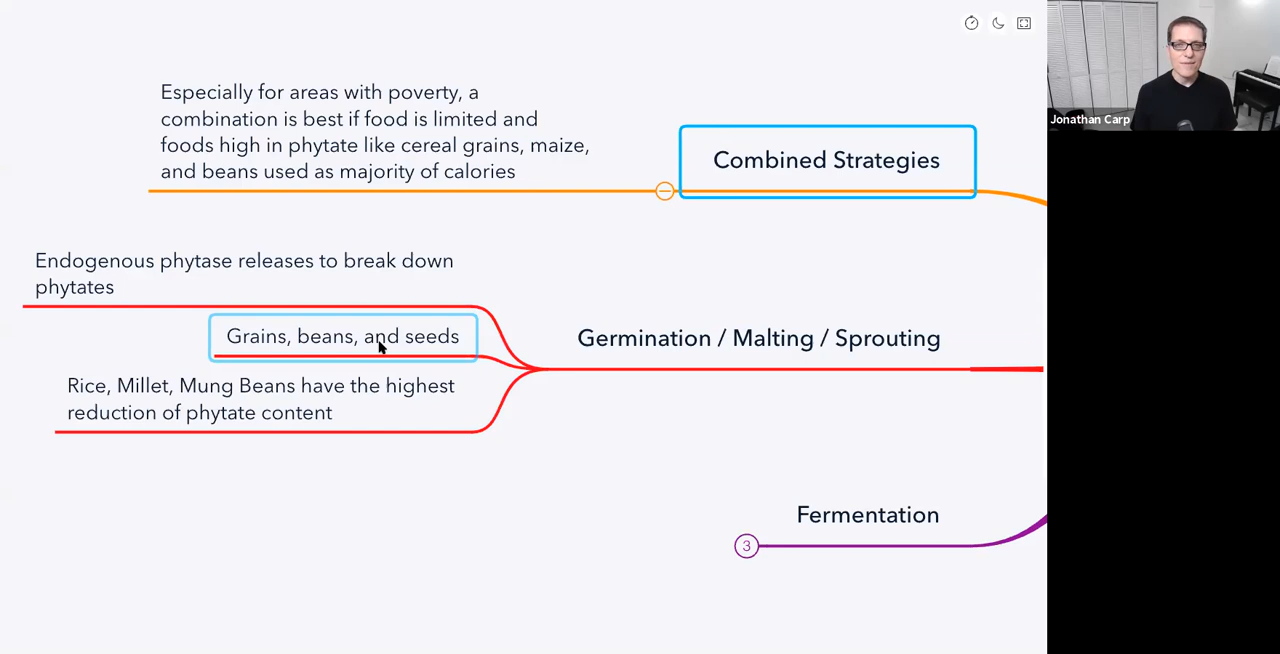 Especially for areas with poverty, a
combination is best if food is limited and
foods high in phytate like cereal grains, maize,
and beans used as majority of calories
Combined Strategies
Endogenous phytase releases to break down
phytates
Grains, beans, and seeds
Rice, Millet, Mung Beans have the highest
reduction of phytate content
Germination / Malting / Sprouting
Fermentation
3
Jonathan Carp